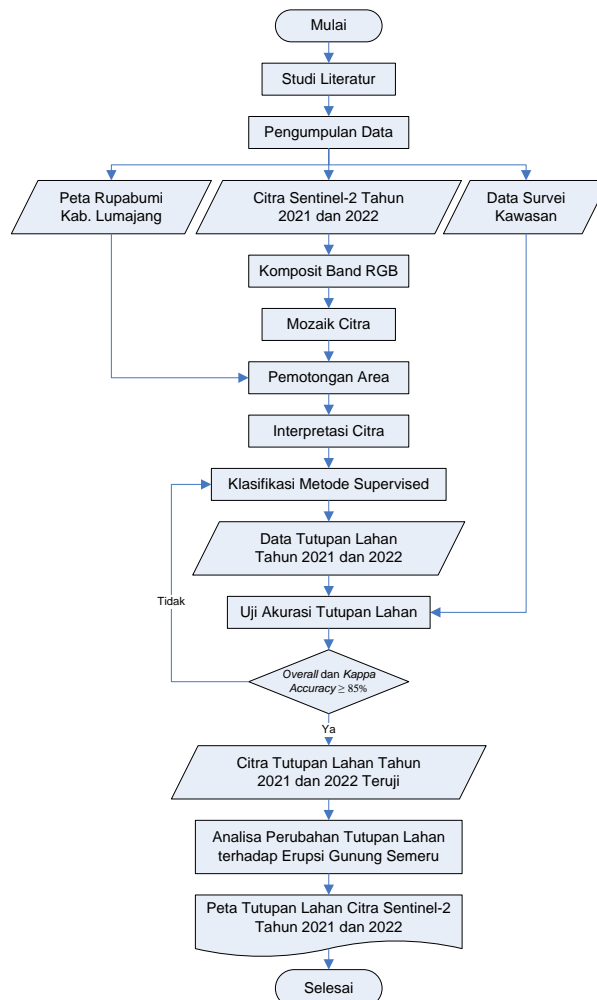 Mulai
Studi Literatur
Pengumpulan Data
Peta Rupabumi
Kab. Lumajang
Citra Sentinel-2 Tahun
2021 dan 2022
Data Survei
Kawasan
Komposit Band RGB
Mozaik Citra
Pemotongan Area
Interpretasi Citra
Klasifikasi Metode Supervised
Data Tutupan Lahan
Tahun 2021 dan 2022
Tidak
Uji Akurasi Tutupan Lahan
Overall dan Kappa
Accuracy ≥ 85%
Ya
Citra Tutupan Lahan Tahun
2021 dan 2022 Teruji
Analisa Perubahan Tutupan Lahan
terhadap Erupsi Gunung Semeru
Peta Tutupan Lahan Citra Sentinel-2
Tahun 2021 dan 2022
Selesai